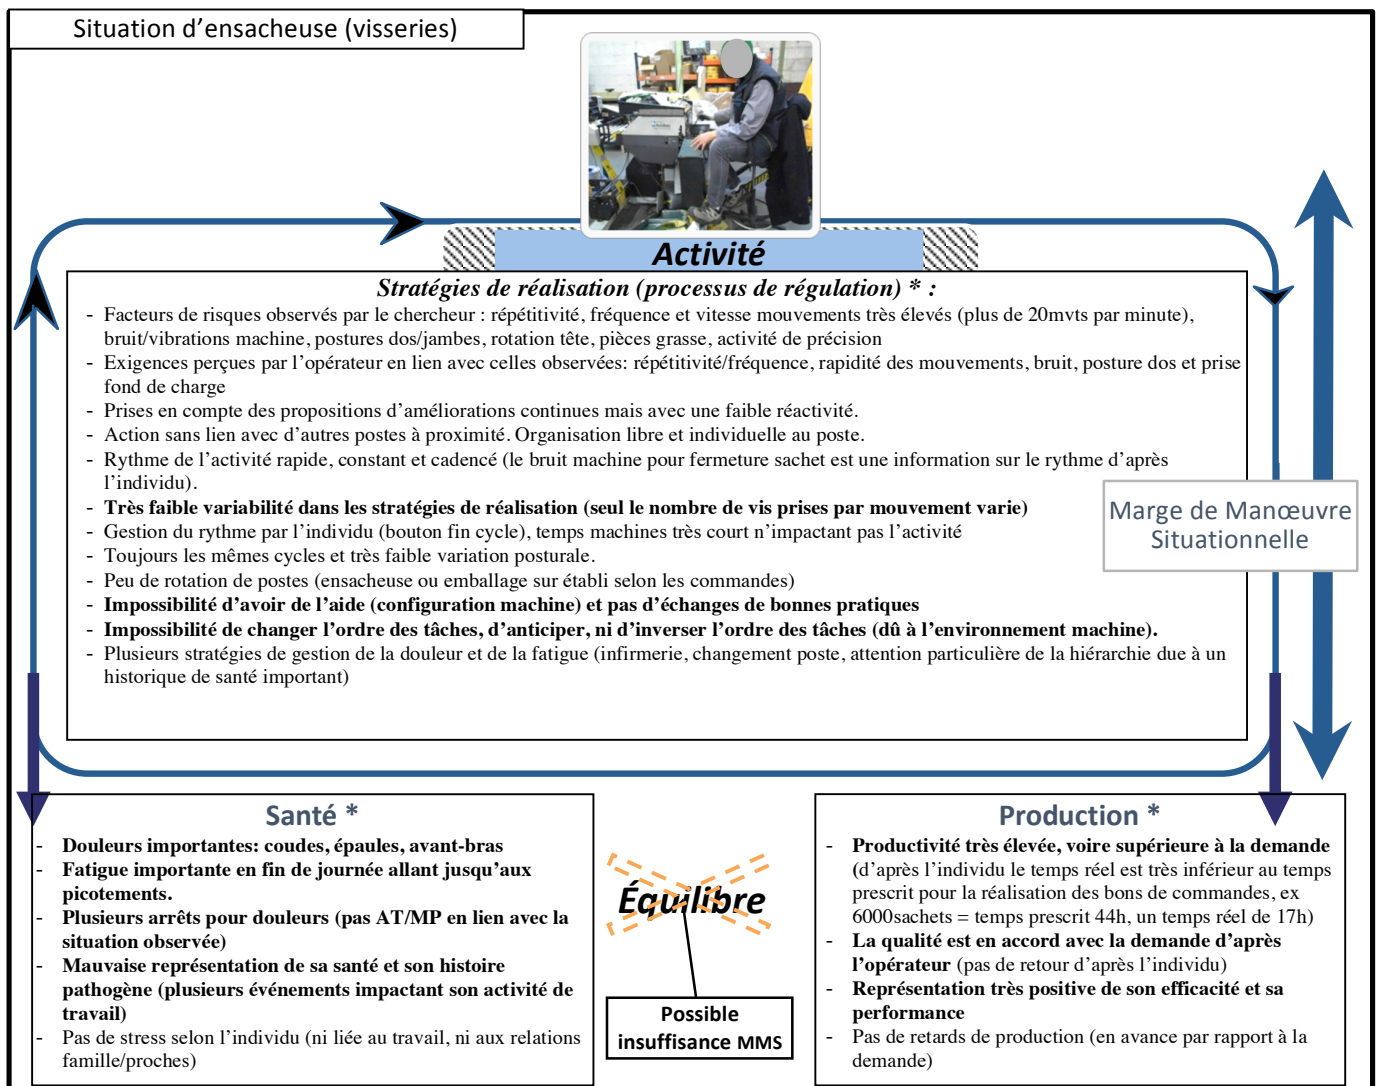 Situation d’ensacheuse (visseries)
Activité
Stratégies de réalisation (processus de régulation) * :
- Facteurs de risques observés par le chercheur : répétitivité, fréquence et vitesse mouvements très élevés (plus de 20mvts par minute),
bruit/vibrations machine, postures dos/jambes, rotation tête, pièces grasse, activité de précision
- Exigences perçues par l’opérateur en lien avec celles observées: répétitivité/fréquence, rapidité des mouvements, bruit, posture dos et prise
fond de charge
- Prises en compte des propositions d’améliorations continues mais avec une faible réactivité.
- Action sans lien avec d’autres postes à proximité. Organisation libre et individuelle au poste.
- Rythme de l’activité rapide, constant et cadencé (le bruit machine pour fermeture sachet est une information sur le rythme d’après
l’individu).
- Très faible variabilité dans les stratégies de réalisation (seul le nombre de vis prises par mouvement varie)
- Gestion du rythme par l’individu (bouton fin cycle), temps machines très court n’impactant pas l’activité
- Toujours les mêmes cycles et très faible variation posturale.
- Peu de rotation de postes (ensacheuse ou emballage sur établi selon les commandes)
- Impossibilité d’avoir de l’aide (configuration machine) et pas d’échanges de bonnes pratiques
- Impossibilité de changer l’ordre des tâches, d’anticiper, ni d’inverser l’ordre des tâches (dû à l’environnement machine).
- Plusieurs stratégies de gestion de la douleur et de la fatigue (infirmerie, changement poste, attention particulière de la hiérarchie due à un
historique de santé important)
Marge de Manœuvre
Situationnelle
Santé *
- Douleurs importantes: coudes, épaules, avant-bras
- Fatigue importante en fin de journée allant jusqu’aux
picotements.
- Plusieurs arrêts pour douleurs (pas AT/MP en lien avec la
situation observée)
- Mauvaise représentation de sa santé et son histoire
pathogène (plusieurs événements impactant son activité de
travail)
- Pas de stress selon l’individu (ni liée au travail, ni aux relations
famille/proches)
Équilibre
Possible
insuffisance MMS
Production *
- Productivité très élevée, voire supérieure à la demande
(d’après l’individu le temps réel est très inférieur au temps
prescrit pour la réalisation des bons de commandes, ex
6000sachets = temps prescrit 44h, un temps réel de 17h)
- La qualité est en accord avec la demande d’après
l’opérateur (pas de retour d’après l’individu)
- Représentation très positive de son efficacité et sa
performance
- Pas de retards de production (en avance par rapport à la
demande)